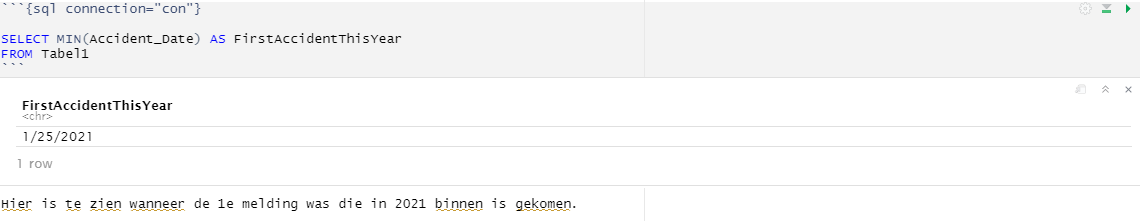 ```{sql connection="con"}
SELECT MIN(Accident_Date) AS FirstAccidentThisYear
FROM Tabel1
```
FirstAccidentThisYear
<chr>
1/25/2021
1 row
Hier is te zien wanneer de 1e melding was die in 2021 binnen is gekomen.